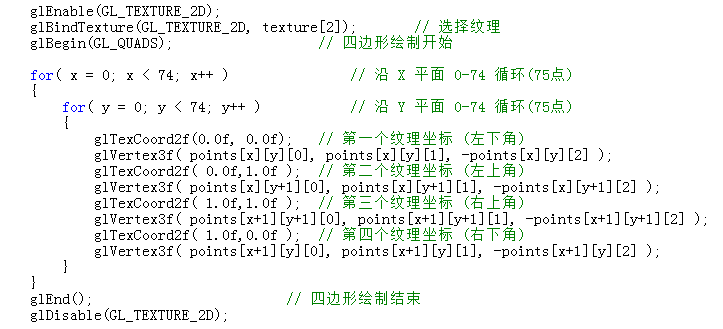 glEnable(GL_TEXTURE_2D);
glBindTexture(GL_TEXTURE_2D, texture[2]); // 选择纹理
glBegin(GL_QUADS); // 四边形绘制开始
for( x = 0; x < 74; x++ ) // 沿 X 平面 0-74 循环(75点)
{
for( y = 0; y < 74; y++ ) // 沿 Y 平面 0-74 循环(75点)
{
glTexCoord2f(0.0f, 0.0f); // 第一个纹理坐标 (左下角)
glVertex3f( points[x][y][0], points[x][y][1], -points[x][y][2] );
glTexCoord2f( 0.0f,1.0f ); // 第二个纹理坐标 (左上角)
glVertex3f( points[x][y+1][0], points[x][y+1][1], -points[x][y+1][2] );
glTexCoord2f( 1.0f,1.0f ); // 第三个纹理坐标 (右上角)
glVertex3f( points[x+1][y+1][0], points[x+1][y+1][1], -points[x+1][y+1][2] );
glTexCoord2f( 1.0f,0.0f ); // 第四个纹理坐标 (右下角)
glVertex3f( points[x+1][y][0], points[x+1][y][1], -points[x+1][y][2] );
}
}
glEnd(); // 四边形绘制结束
glDisable(GL_TEXTURE_2D);